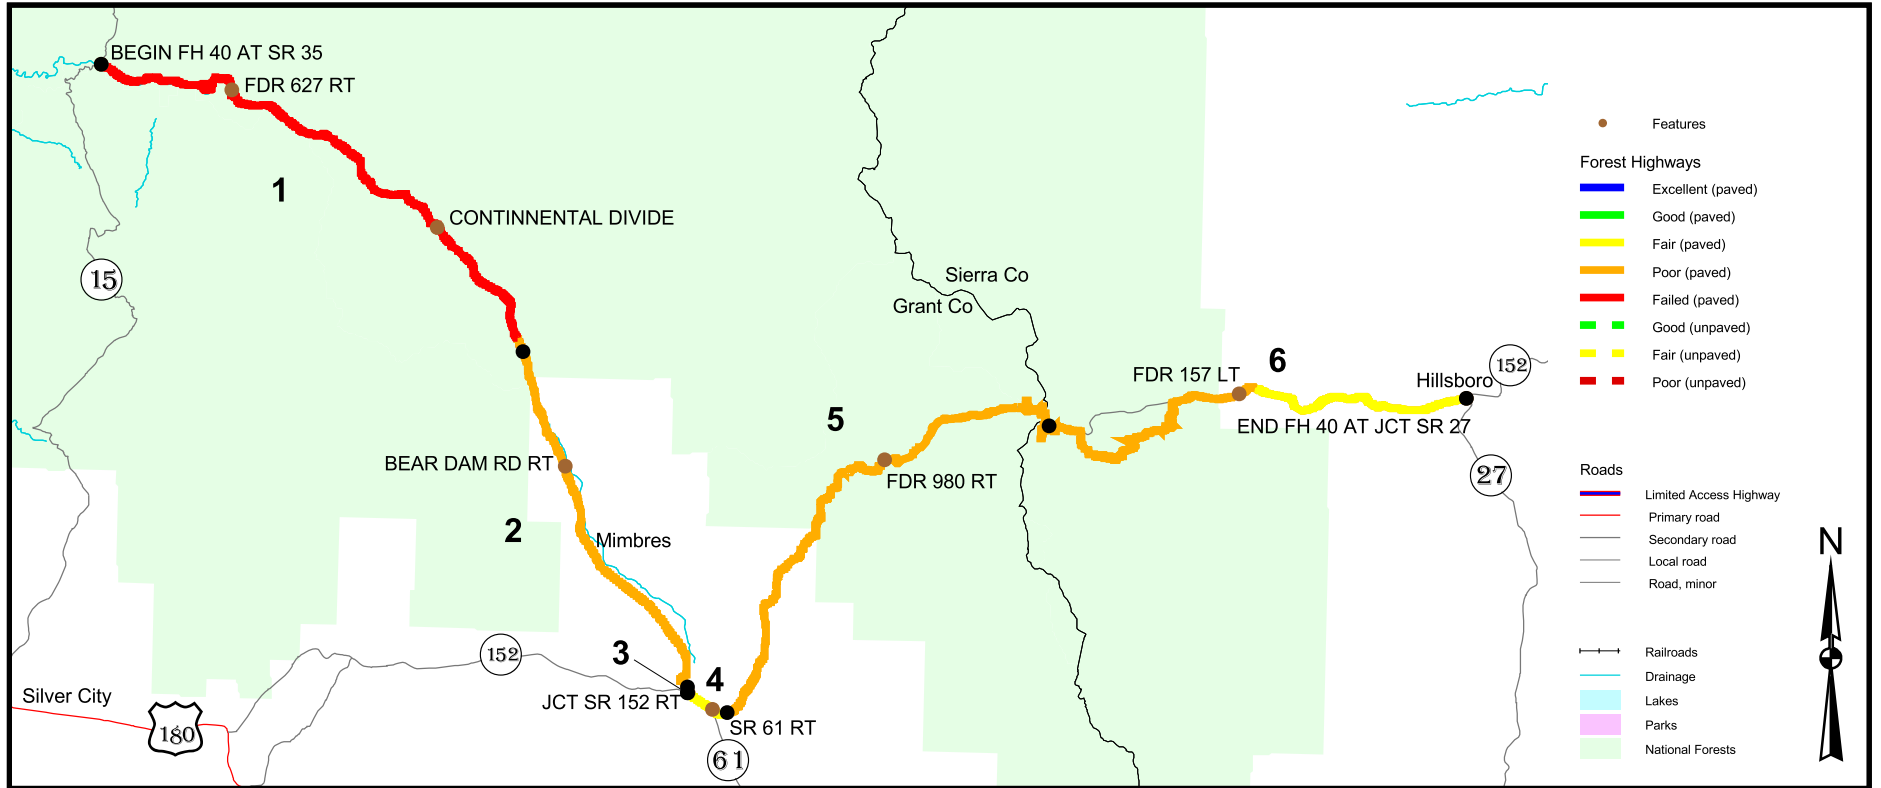 BEGIN FH 40 AT SR 35
FDR 627 RT
1
CONTINNENTAL DIVIDE
15
Sierra Co
Grant Co
6
FDR 157 LT
Hillsboro
152
5
END FH 40 AT JCT SR 27
BEAR DAM RD RT
FDR 980 RT
27
2
Mimbres
3
152
4
JCT SR 152 RT
Silver City
180
SR 61 RT
61
Features
Forest Highways
Excellent (paved)
Good (paved)
Fair (paved)
Poor (paved)
Failed (paved)
Good (unpaved)
Fair (unpaved)
Poor (unpaved)
Roads
Limited Access Highway
Primary road
Secondary road
Local road
Road, minor
Railroads
Drainage
Lakes
Parks
National Forests
N